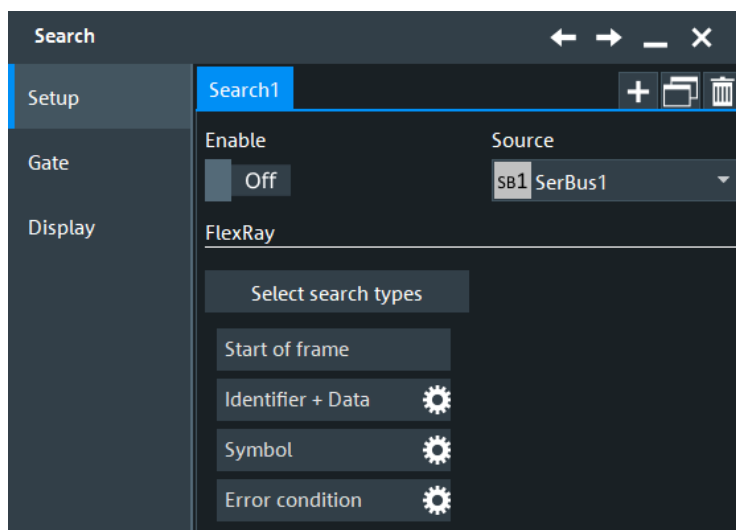 Search
Setup
Gate
Display
Search1
Enable
Off
Source
SB1 SerBus1
FlexRay
Select search types
Start of frame
Identifier + Data
Symbol
Error condition